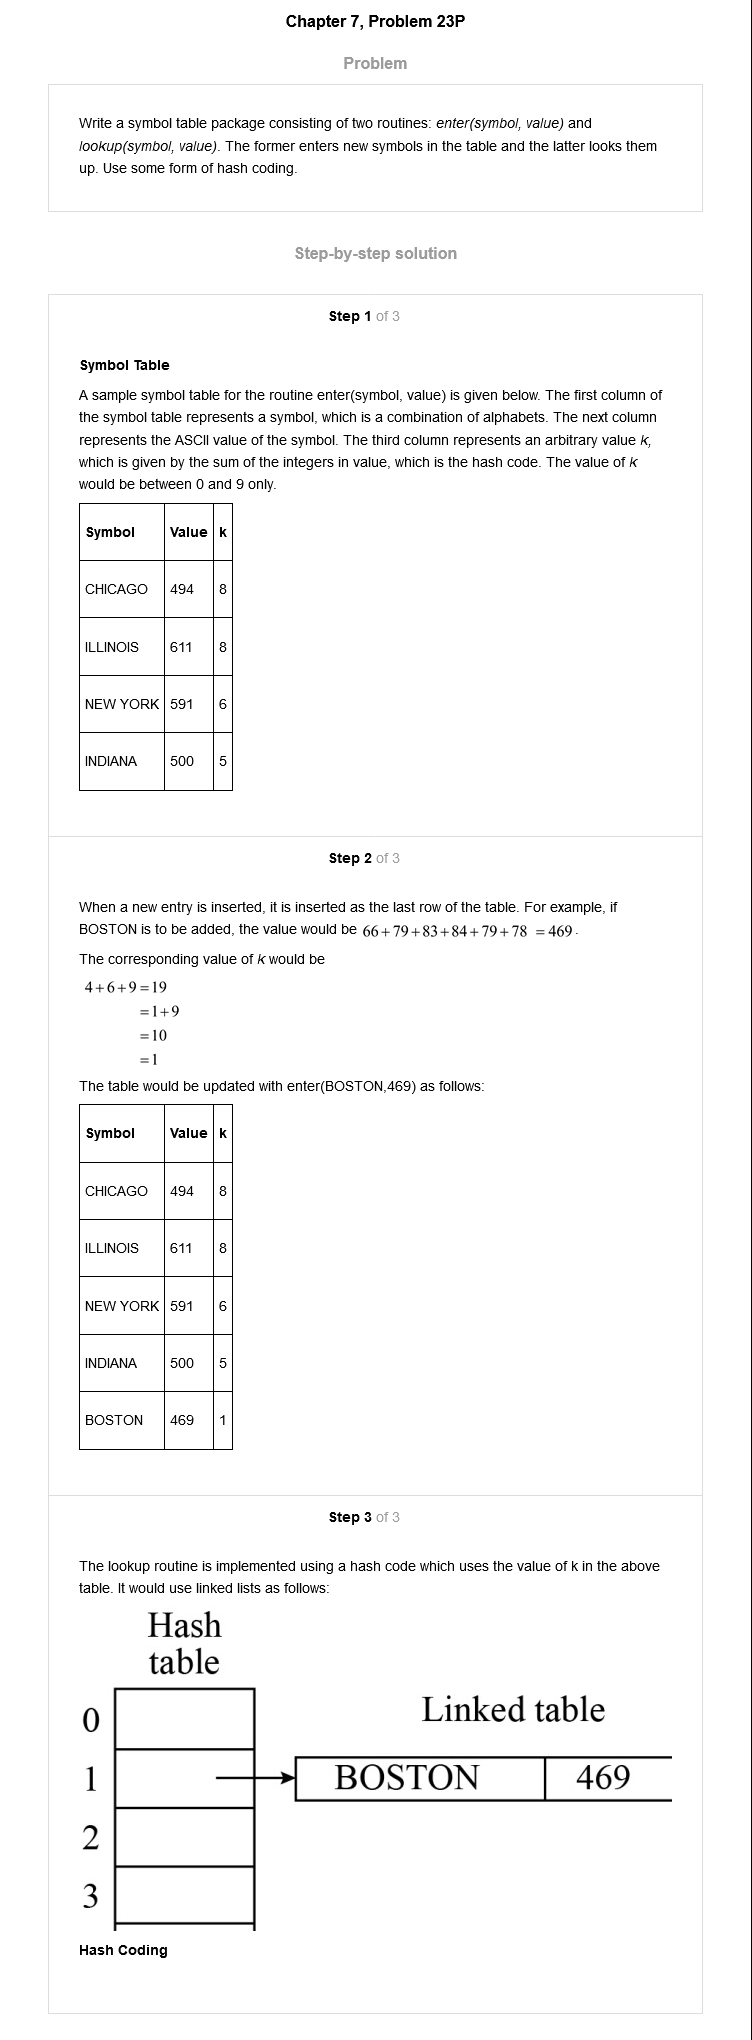 Chapter 7, Problem 23P
Problem
Write a symbol table package consisting of two routines: enter(symbol, value) and
lookup(symbol, value). The former enters new symbols in the table and the latter looks them
up. Use some form of hash coding.
Step-by-step solution
Step 1 of 3
Symbol Table
A sample symbol table for the routine enter(symbol, value) is given below. The first column of
the symbol table represents a symbol, which is a combination of alphabets. The next column
represents the ASCII value of the symbol. The third column represents an arbitrary value k,
which is given by the sum of the integers in value, which is the hash code. The value of k
would be between 0 and 9 only.
Symbol Value k
CHICAGO 494 8
ILLINOIS 611 8
NEW YORK 591 6
INDIANA 500 5
Step 2 of 3
When a new entry is inserted, it is inserted as the last row of the table. For example, if
BOSTON is to be added, the value would be 66+79+83+84+79+78 =469.
The corresponding value of k would be
4+6+9=19
=1+9
=10
=1
The table would be updated with enter(BOSTON,469) as follows:
Symbol Value k
CHICAGO 494 8
ILLINOIS 611 8
NEW YORK 591 6
INDIANA 500 5
BOSTON 469 1
Step 3 of 3
The lookup routine is implemented using a hash code which uses the value of k in the above
table. It would use linked lists as follows:
Hash
table
0
Linked table
1 BOSTON 469
2
3
Hash Coding